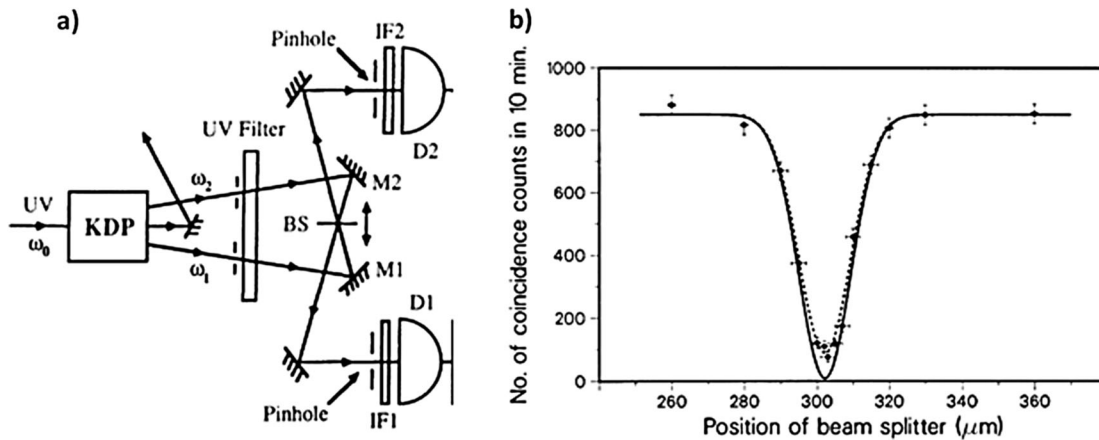 a)
Pinhole
IF2
D2
UV Filter
UV
ω0
KDP
ω2
ω1
M2
BS
M1
D1
Pinhole
IF1
b)
No. of coincidence counts in 10 min.
1000
800
600
400
200
0
260 280 300 320 340 360
Position of beam splitter (μm)